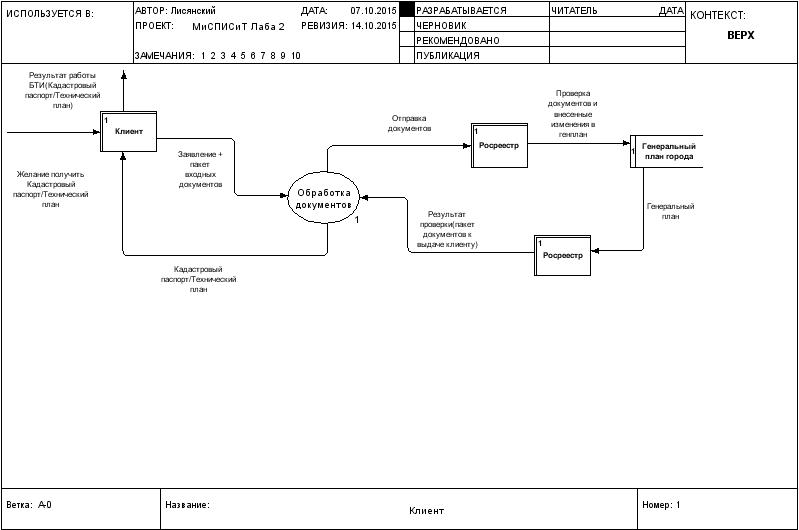 ИСПОЛЬЗУЕТСЯ В:
АВТОР: Лисянский
ДАТА: 07.10.2015
ПРОЕКТ: МиСПИСиТ Лаба 2
РЕВИЗИЯ: 14.10.2015
ЗАМЕЧАНИЯ: 1 2 3 4 5 6 7 8 9 10
РАЗРАБАТЫВАЕТСЯ
ЧЕРНОВИК
РЕКОМЕНДОВАНО
ПУБЛИКАЦИЯ
ЧИТАТЕЛЬ ДАТА
КОНТЕКСТ:
ВЕРХ
Результат работы
БТИ(Кадастровый
паспорт/Технический
план)
1
Клиент
Желание получить
Кадастровый
паспорт/Технический
план
Заявление +
пакет
входных
документов
Обработка
документов
1
Отправка
документов
1
Росреестр
Проверка
документов и
внесенные
изменения в
генплан
1
Генеральный
план города
Генеральный
план
1
Росреестр
Результат
проверки(пакет
документов к
выдаче клиенту)
Кадастровый
паспорт/Технический
план
Ветка: A-0
Название:
Клиент
Номер: 1